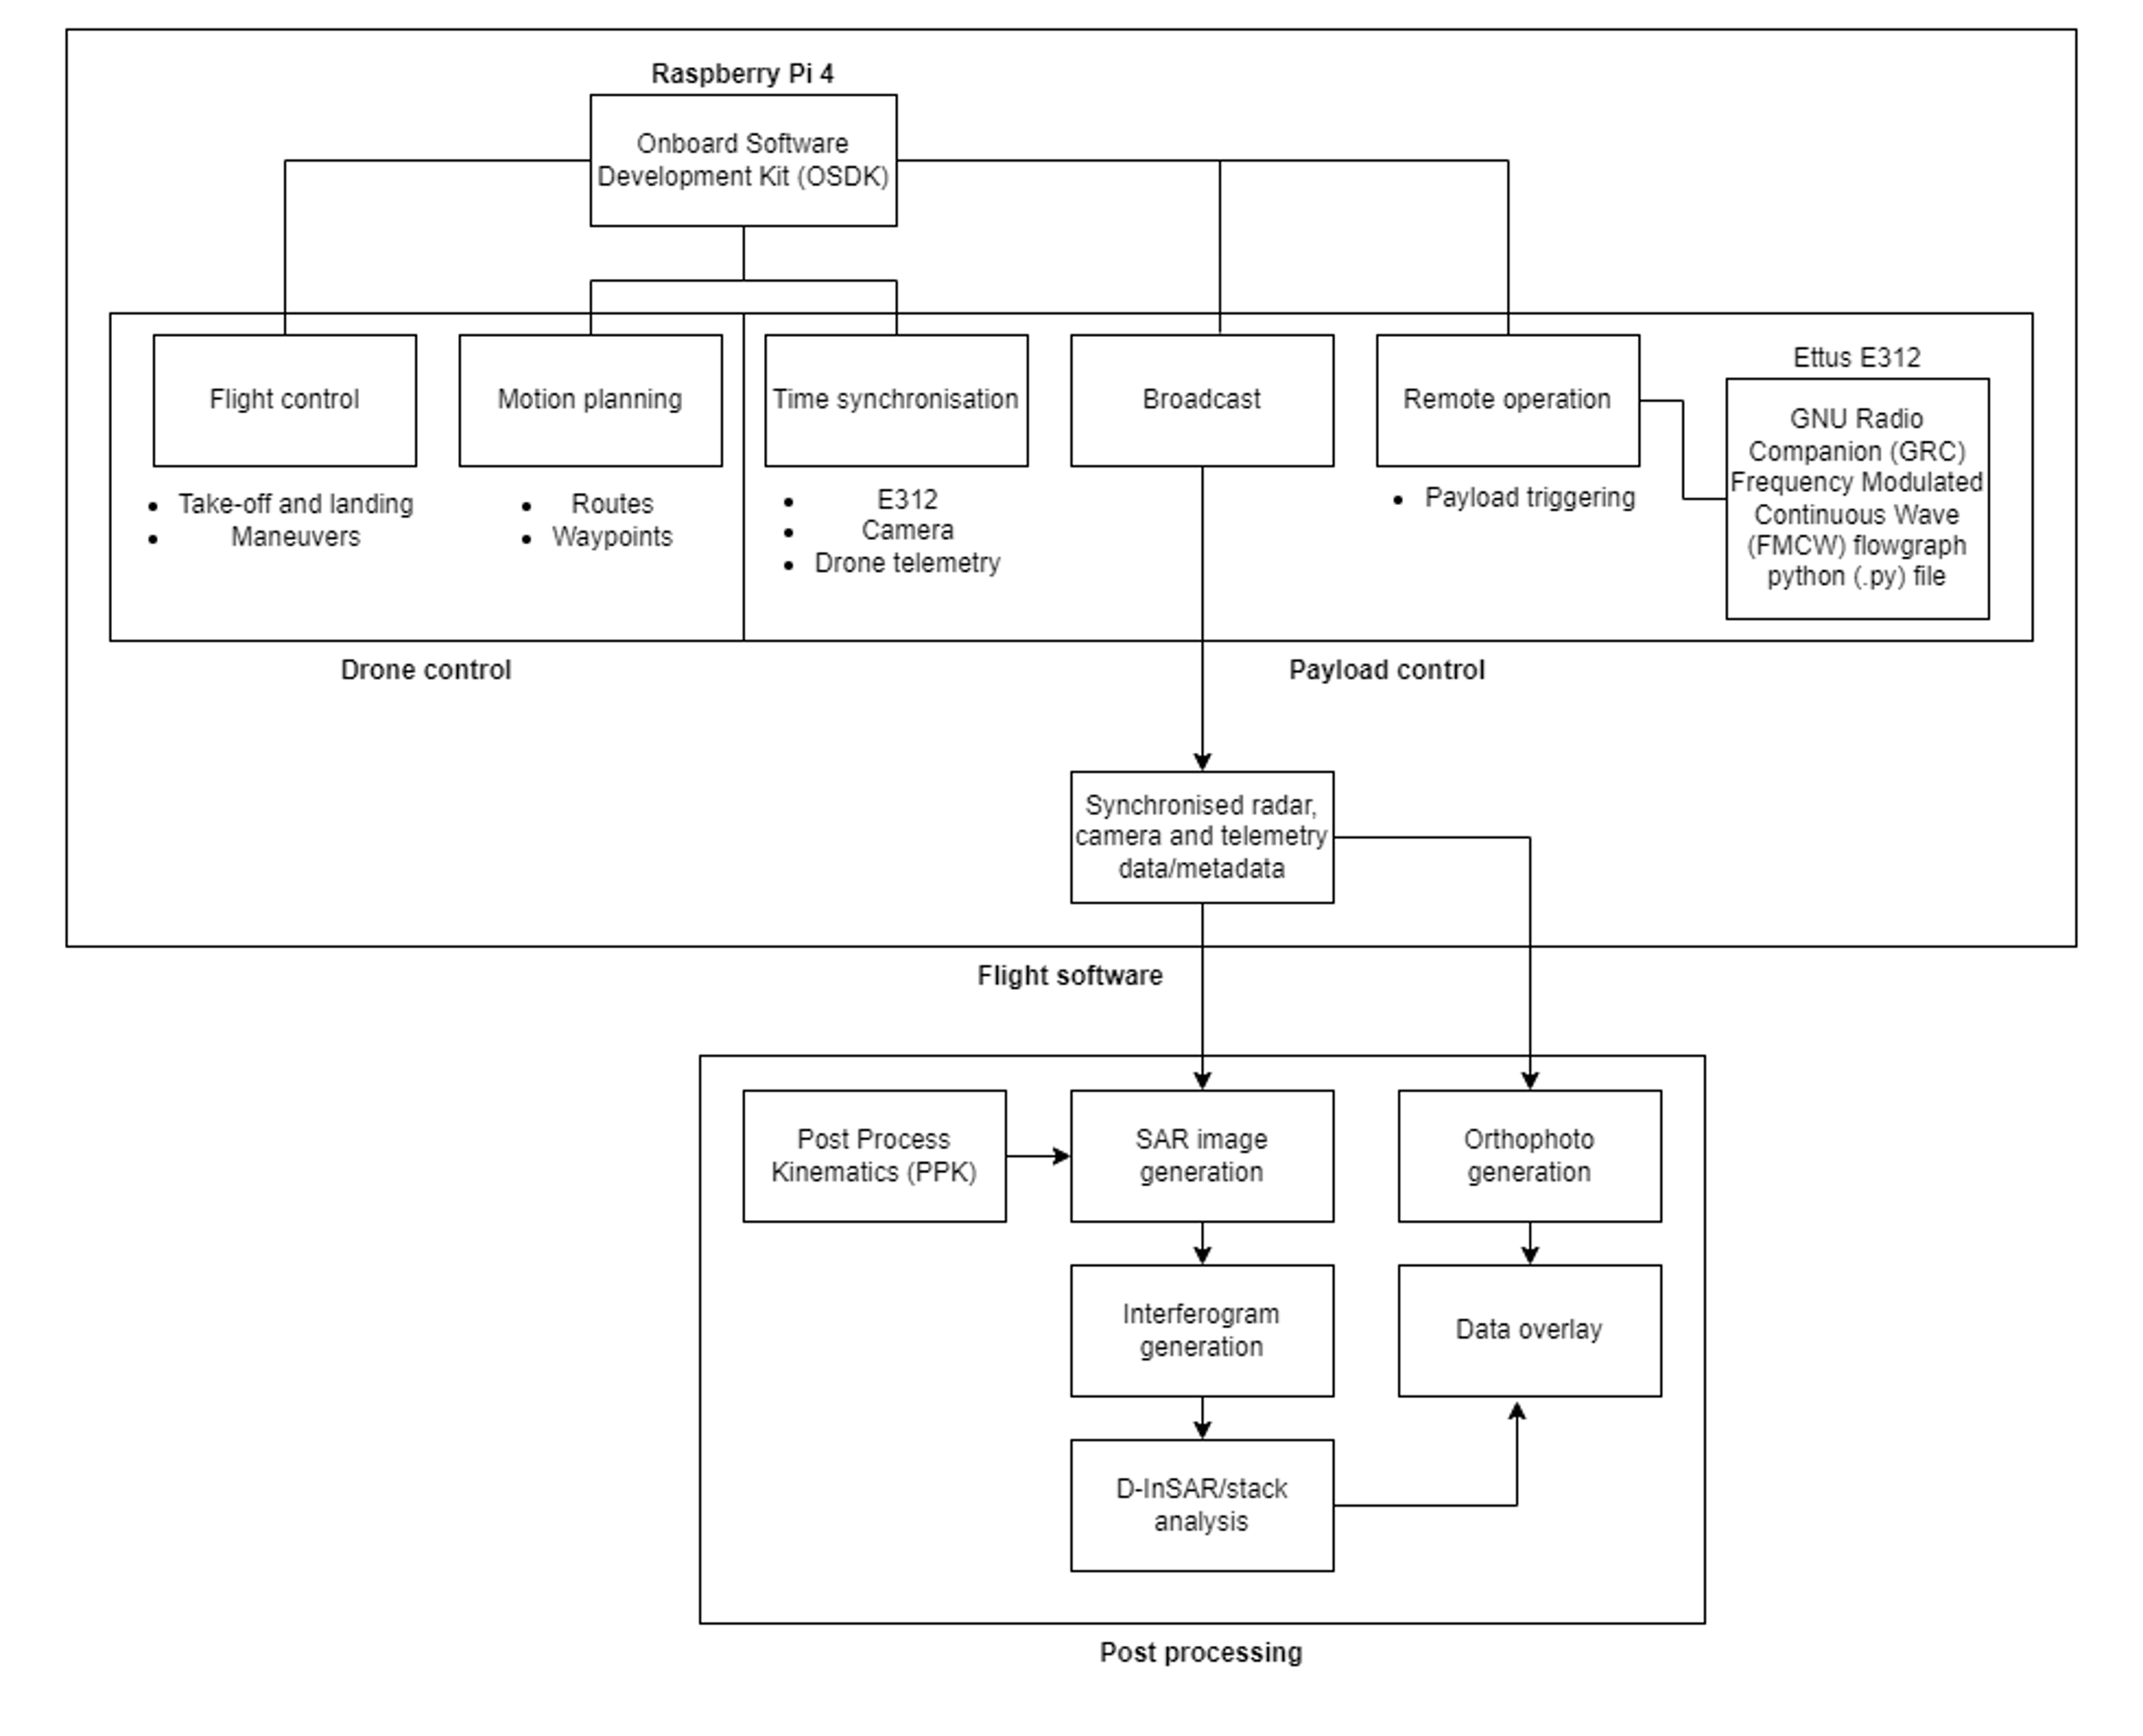 Raspberry Pi 4
Onboard Software
Development Kit (OSDK)
Flight control
Motion planning
Time synchronisation
Broadcast
Remote operation
Ettus E312
GNU Radio
Companion (GRC)
Frequency Modulated
Continuous Wave
(FMCW) flowgraph
python (.py) file
• Take-off and landing
• Maneuvers
• Routes
• Waypoints
• E312
• Camera
• Drone telemetry
• Payload triggering
Drone control
Payload control
Synchronised radar,
camera and telemetry
data/metadata
Flight software
Post Process
Kinematics (PPK)
SAR image
generation
Orthophoto
generation
Interferogram
generation
Data overlay
D-InSAR/stack
analysis
Post processing